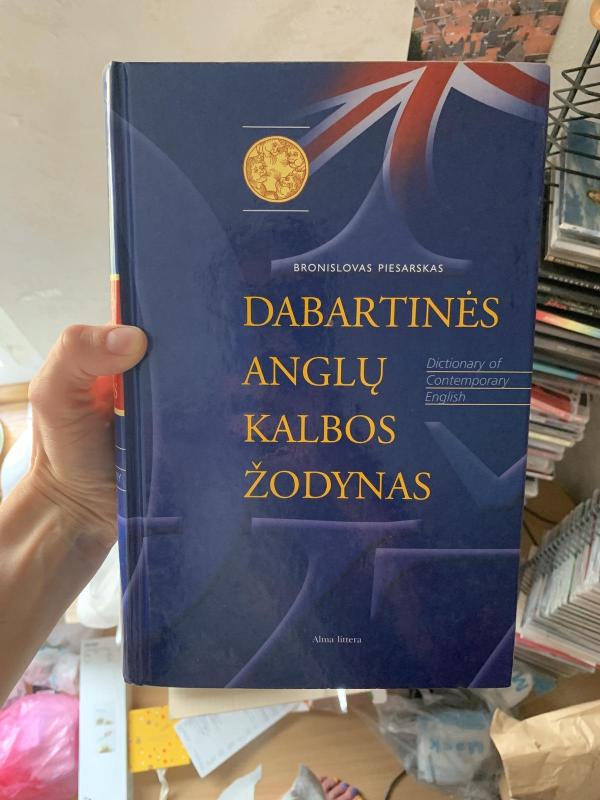 BRONISLOVAS PIESARSKAS
DABARTINĖS
ANGLŲ
KALBOS
ŽODYNAS
Dictionary of
Contemporary
English
Alma littera